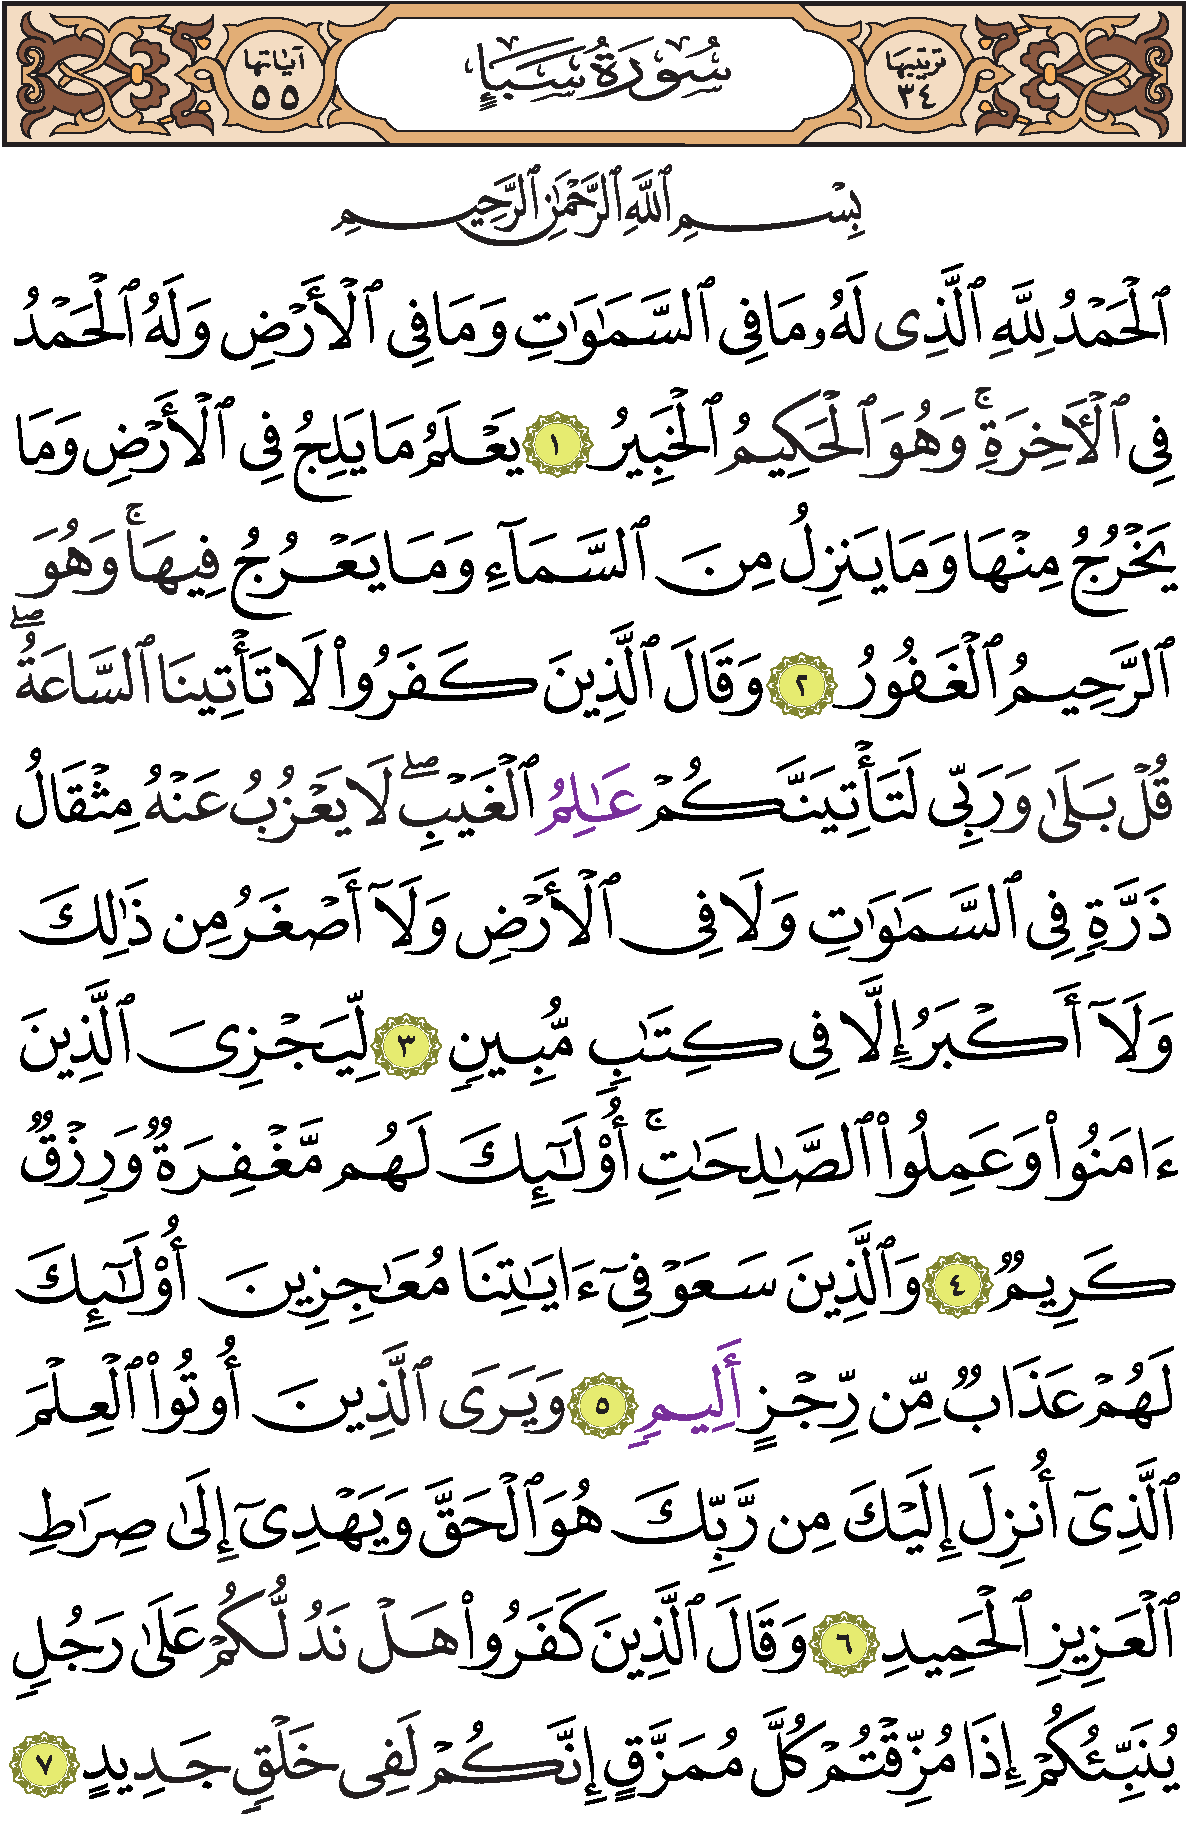 ترتيبها ٣٤ سُورَةُ سَبَإٍ آياتها ٥٥
بِسْمِ ٱللَّهِ ٱلرَّحْمَٰنِ ٱلرَّحِيمِ
ٱلْحَمْدُ لِلَّهِ ٱلَّذِى لَهُۥ مَا فِى ٱلسَّمَٰوَٰتِ وَمَا فِى ٱلْأَرْضِ وَلَهُ ٱلْحَمْدُ
فِى ٱلْأَخِرَةِ ۚ وَهُوَ ٱلْحَكِيمُ ٱلْخَبِيرُ ١ يَعْلَمُ مَا يَلِجُ فِى ٱلْأَرْضِ وَمَا
يَخْرُجُ مِنْهَا وَمَا يَنزِلُ مِنَ ٱلسَّمَآءِ وَمَا يَعْرُجُ فِيهَا ۚ وَهُوَ
ٱلرَّحِيمُ ٱلْغَفُورُ ٢ وَقَالَ ٱلَّذِينَ كَفَرُوا۟ لَا تَأْتِينَا ٱلسَّاعَةُ ۖ
قُلْ بَلَىٰ وَرَبِّى لَتَأْتِيَنَّكُمْ عَٰلِمُ ٱلْغَيْبِ ۖ لَا يَعْزُبُ عَنْهُ مِثْقَالُ
ذَرَّةٍ فِى ٱلسَّمَٰوَٰتِ وَلَا فِى ٱلْأَرْضِ وَلَآ أَصْغَرُ مِن ذَٰلِكَ
وَلَآ أَكْبَرُ إِلَّا فِى كِتَٰبٍ مُّبِينٍ ٣ لِّيَجْزِىَ ٱلَّذِينَ
ءَامَنُوا۟ وَعَمِلُوا۟ ٱلصَّٰلِحَٰتِ ۚ أُو۟لَٰٓئِكَ لَهُم مَّغْفِرَةٌ وَرِزْقٌ
كَرِيمٌ ٤ وَٱلَّذِينَ سَعَوْ فِىٓ ءَايَٰتِنَا مُعَٰجِزِينَ أُو۟لَٰٓئِكَ
لَهُمْ عَذَابٌ مِّن رِّجْزٍ أَلِيمٍ ٥ وَيَرَى ٱلَّذِينَ أُوتُوا۟ ٱلْعِلْمَ
ٱلَّذِىٓ أُنزِلَ إِلَيْكَ مِن رَّبِّكَ هُوَ ٱلْحَقَّ وَيَهْدِىٓ إِلَىٰ صِرَٰطِ
ٱلْعَزِيزِ ٱلْحَمِيدِ ٦ وَقَالَ ٱلَّذِينَ كَفَرُوا۟ هَلْ نَدُلُّكُمْ عَلَىٰ رَجُلٍ
يُنَبِّئُكُمْ إِذَا مُزِّقْتُمْ كُلَّ مُمَزَّقٍ إِنَّكُمْ لَفِى خَلْقٍ جَدِيدٍ ٧